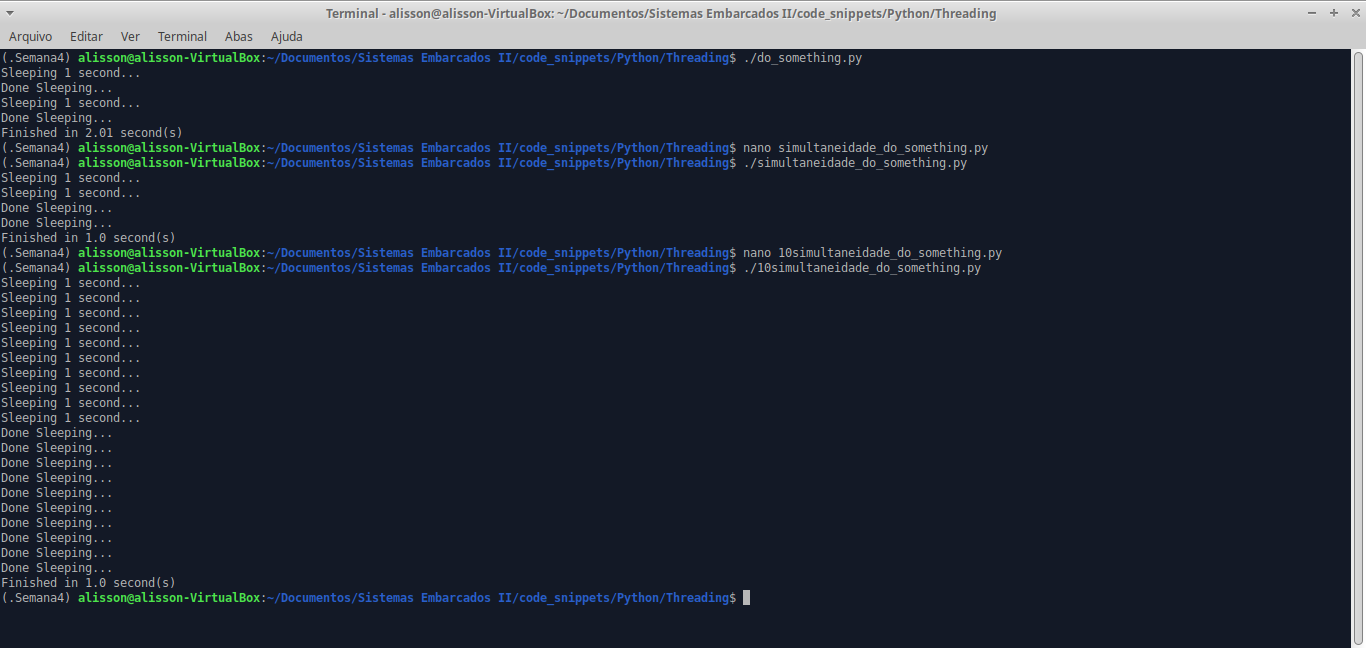 Terminal - alisson@alisson-VirtualBox: ~/Documentos/Sistemas Embarcados II/code_snippets/Python/Threading
Arquivo Editar Ver Terminal Abas Ajuda
(.Semana4) alisson@alisson-VirtualBox:~/Documentos/Sistemas Embarcados II/code_snippets/Python/Threading$ ./do_something.py
Sleeping 1 second...
Done Sleeping...
Sleeping 1 second...
Done Sleeping...
Finished in 2.01 second(s)
(.Semana4) alisson@alisson-VirtualBox:~/Documentos/Sistemas Embarcados II/code_snippets/Python/Threading$ nano simultaneidade_do_something.py
(.Semana4) alisson@alisson-VirtualBox:~/Documentos/Sistemas Embarcados II/code_snippets/Python/Threading$ ./simultaneidade_do_something.py
Sleeping 1 second...
Sleeping 1 second...
Done Sleeping...
Done Sleeping...
Finished in 1.0 second(s)
(.Semana4) alisson@alisson-VirtualBox:~/Documentos/Sistemas Embarcados II/code_snippets/Python/Threading$ nano 10simultaneidade_do_something.py
(.Semana4) alisson@alisson-VirtualBox:~/Documentos/Sistemas Embarcados II/code_snippets/Python/Threading$ ./10simultaneidade_do_something.py
Sleeping 1 second...
Sleeping 1 second...
Sleeping 1 second...
Sleeping 1 second...
Sleeping 1 second...
Sleeping 1 second...
Sleeping 1 second...
Sleeping 1 second...
Sleeping 1 second...
Sleeping 1 second...
Done Sleeping...
Done Sleeping...
Done Sleeping...
Done Sleeping...
Done Sleeping...
Done Sleeping...
Done Sleeping...
Done Sleeping...
Done Sleeping...
Done Sleeping...
Finished in 1.0 second(s)
(.Semana4) alisson@alisson-VirtualBox:~/Documentos/Sistemas Embarcados II/code_snippets/Python/Threading$